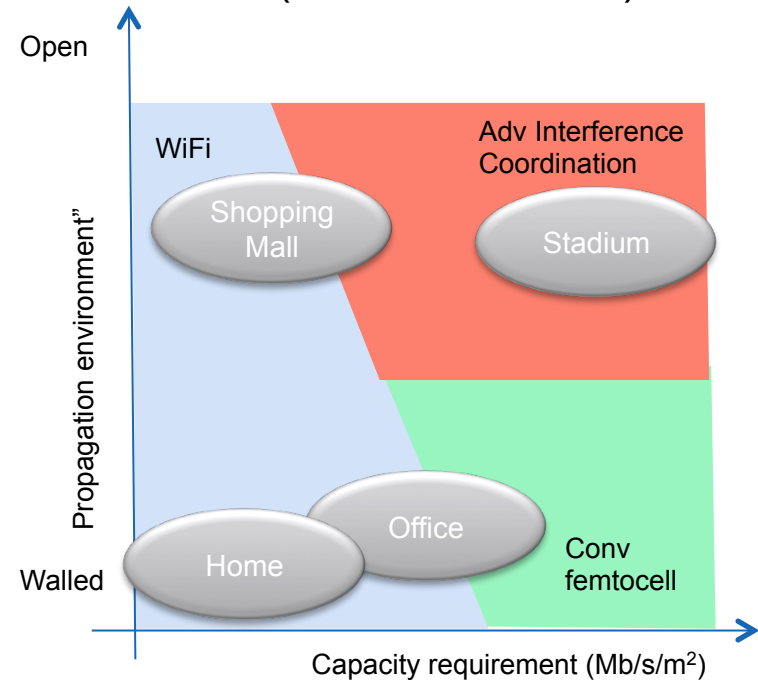 Open
WiFi
Adv Interference
Coordination
Shopping
Mall
Stadium
Propagation environment”
Office
Home
Conv
femtocell
Walled
Capacity requirement (Mb/s/m²)